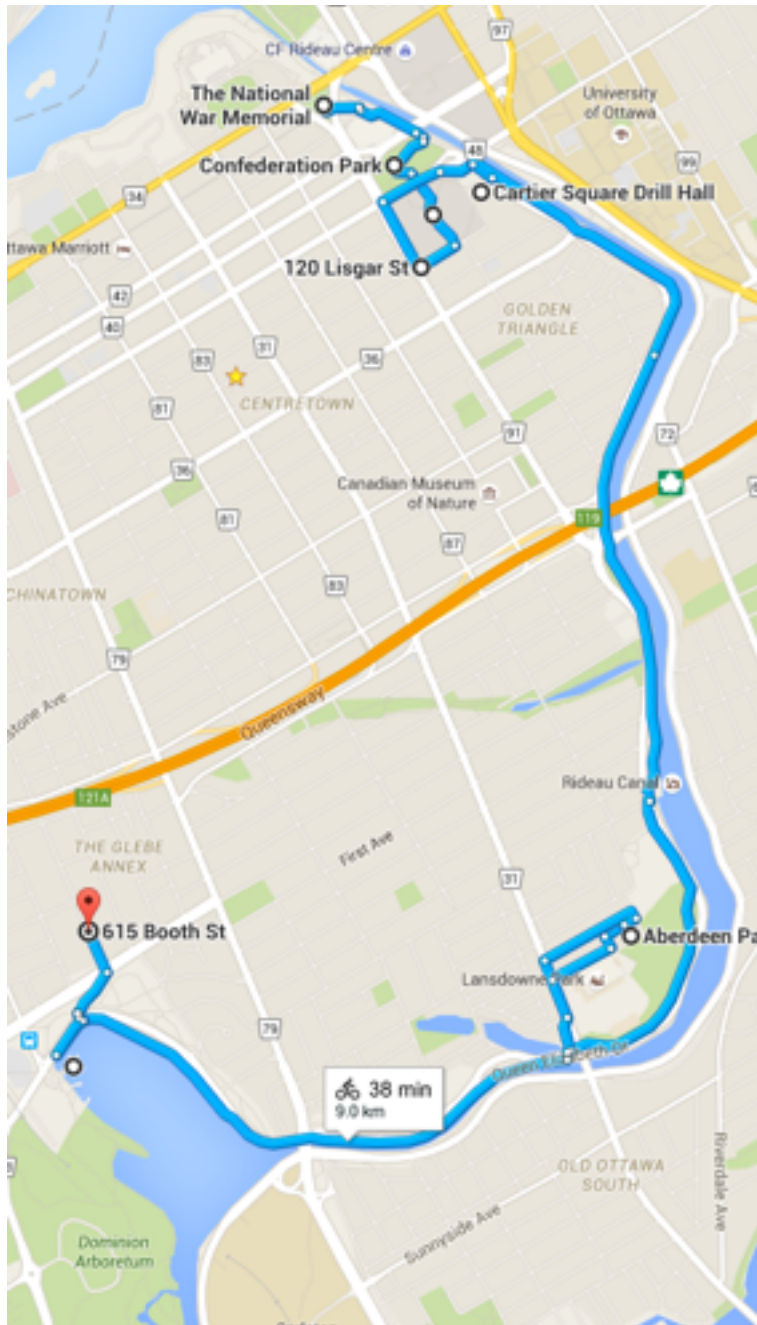 97
CF Rideau Centre
The National
War Memorial
University
of Ottawa
48
Confederation Park
99
Cartier Square Drill Hall
34
ttawa Marriott
120 Lisgar St
42
GOLDEN
TRIANGLE
40
31
83
36
CENTRETOWN
81
91
72
36
Canadian Museum
of Nature
119
81
87
83
CHINATOWN
79
stone Ave
Queensway
Rideau Canal
121A
THE GLEBE
ANNEX
First Ave
31
615 Booth St
Aberdeen Pa
Lansdowne Park
79
Queen Elizabeth Dr
38 min
9.0 km
OLD OTTAWA
SOUTH
Riverdale Ave
Sunnyside Ave
Dominion
Arboretum